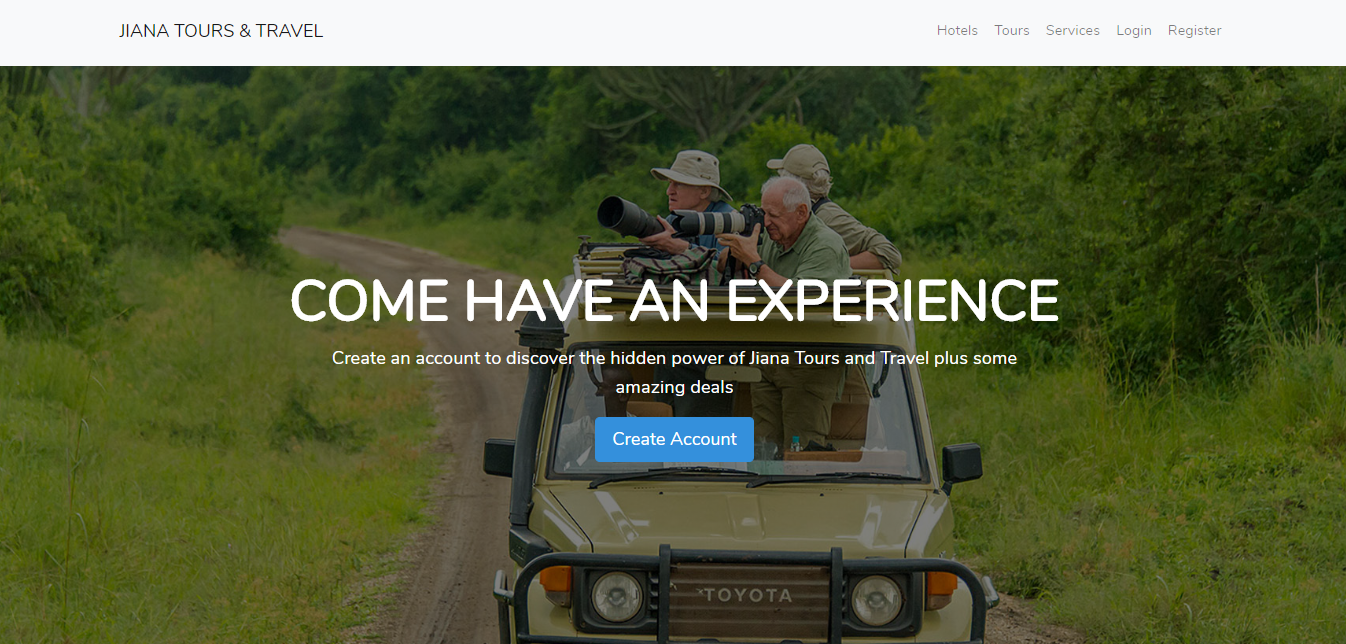 JIANA TOURS & TRAVEL
Hotels Tours Services Login Register
COME HAVE AN EXPERIENCE
Create an account to discover the hidden power of Jiana Tours and Travel plus some
amazing deals
Create Account
TOYOTA